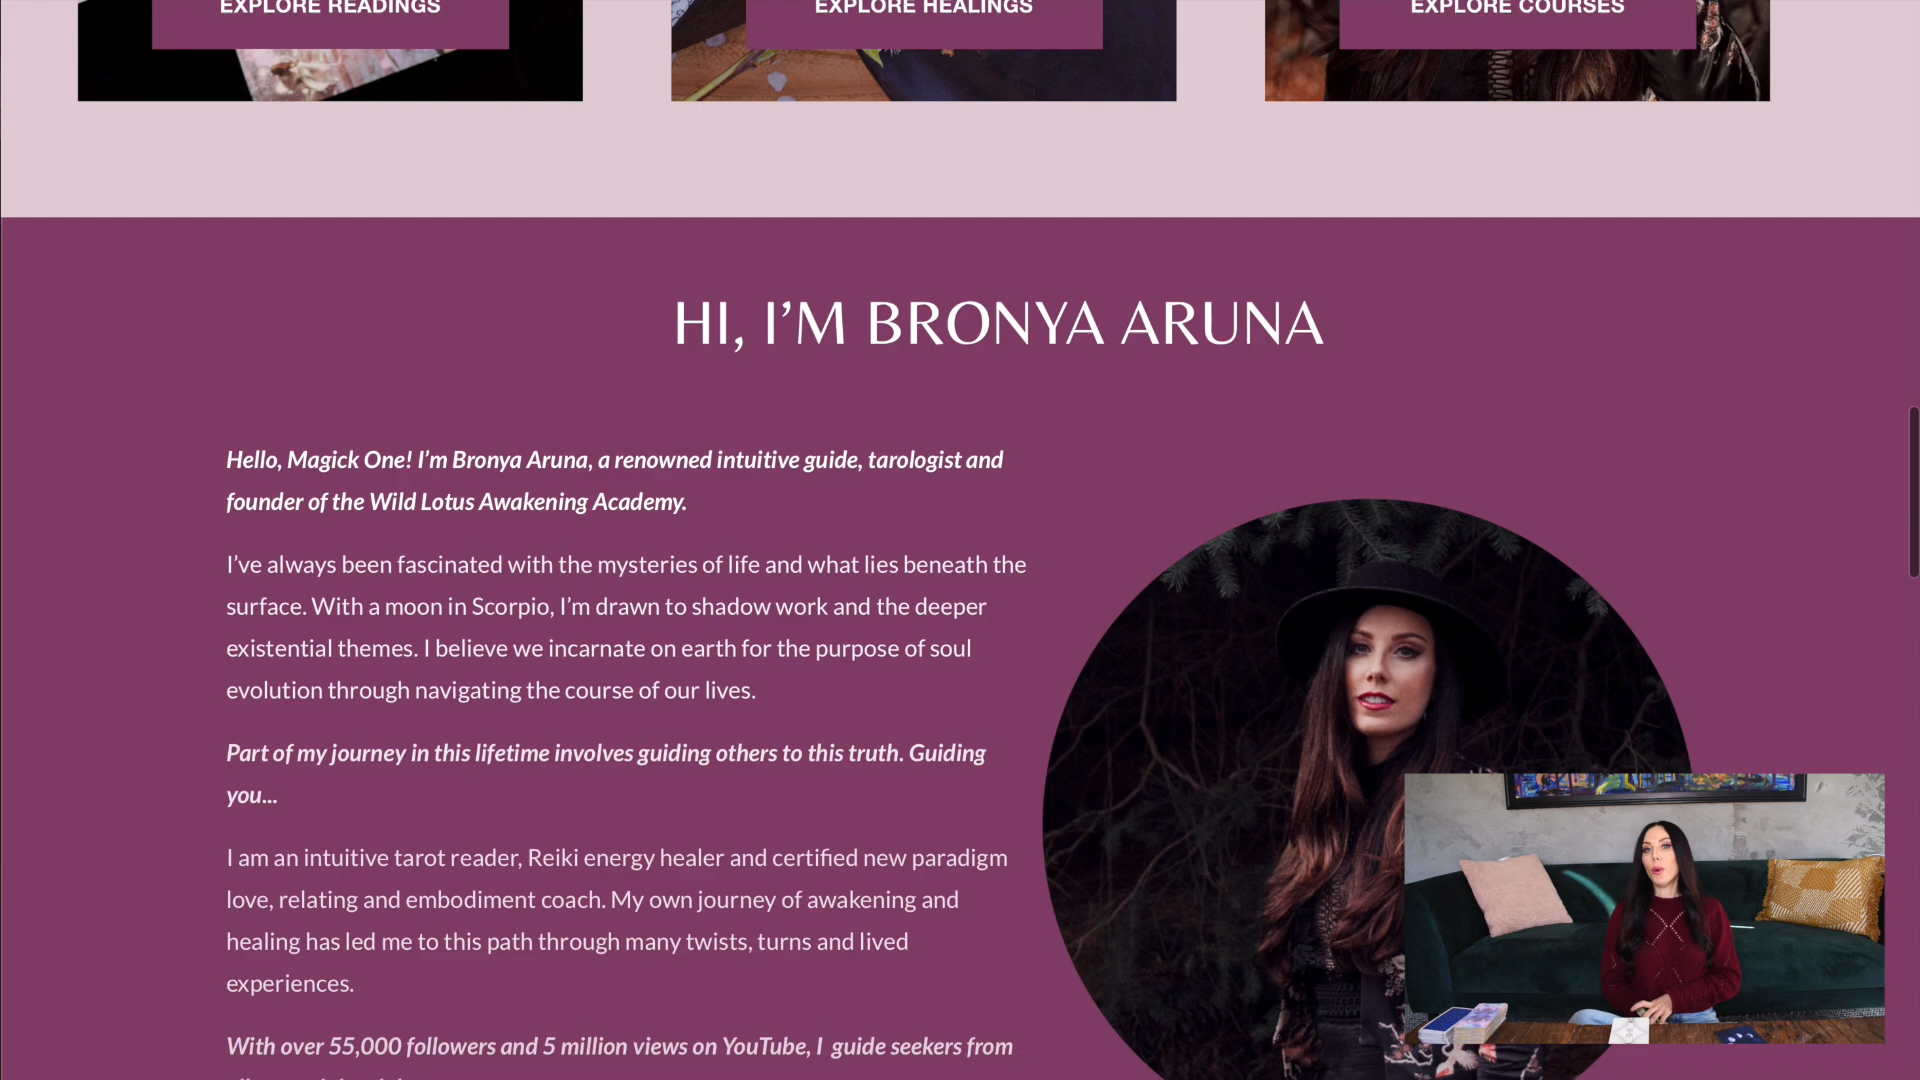 EXPLORE READINGS
EXPLORE HEALINGS
EXPLORE COURSES
HI, I’M BRONYA ARUNA
Hello, Magick One! I’m Bronya Aruna, a renowned intuitive guide, tarologist and
founder of the Wild Lotus Awakening Academy.
I’ve always been fascinated with the mysteries of life and what lies beneath the
surface. With a moon in Scorpio, I’m drawn to shadow work and the deeper
existential themes. I believe we incarnate on earth for the purpose of soul
evolution through navigating the course of our lives.
Part of my journey in this lifetime involves guiding others to this truth. Guiding
you...
I am an intuitive tarot reader, Reiki energy healer and certified new paradigm
love, relating and embodiment coach. My own journey of awakening and
healing has led me to this path through many twists, turns and lived
experiences.
With over 55,000 followers and 5 million views on YouTube, I guide seekers from